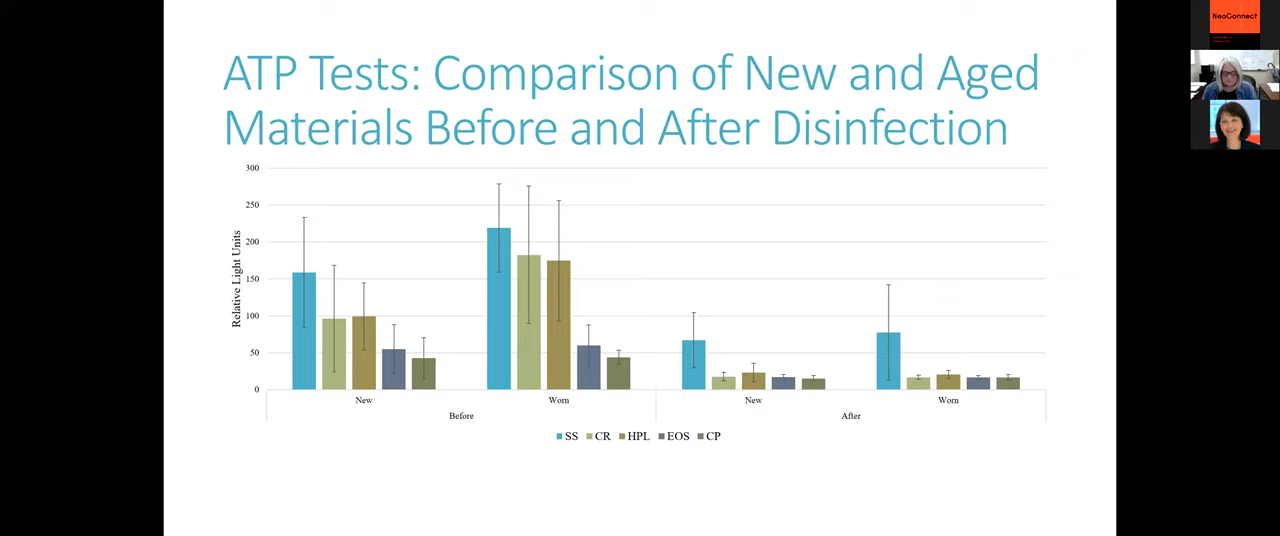 ATP Tests: Comparison of New and Aged
Materials Before and After Disinfection
300
250
200
150
100
50
0
Relative Light Units
New
Worn
New
Worn
Before
After
SS CR HPL EOS CP
NeoConnect